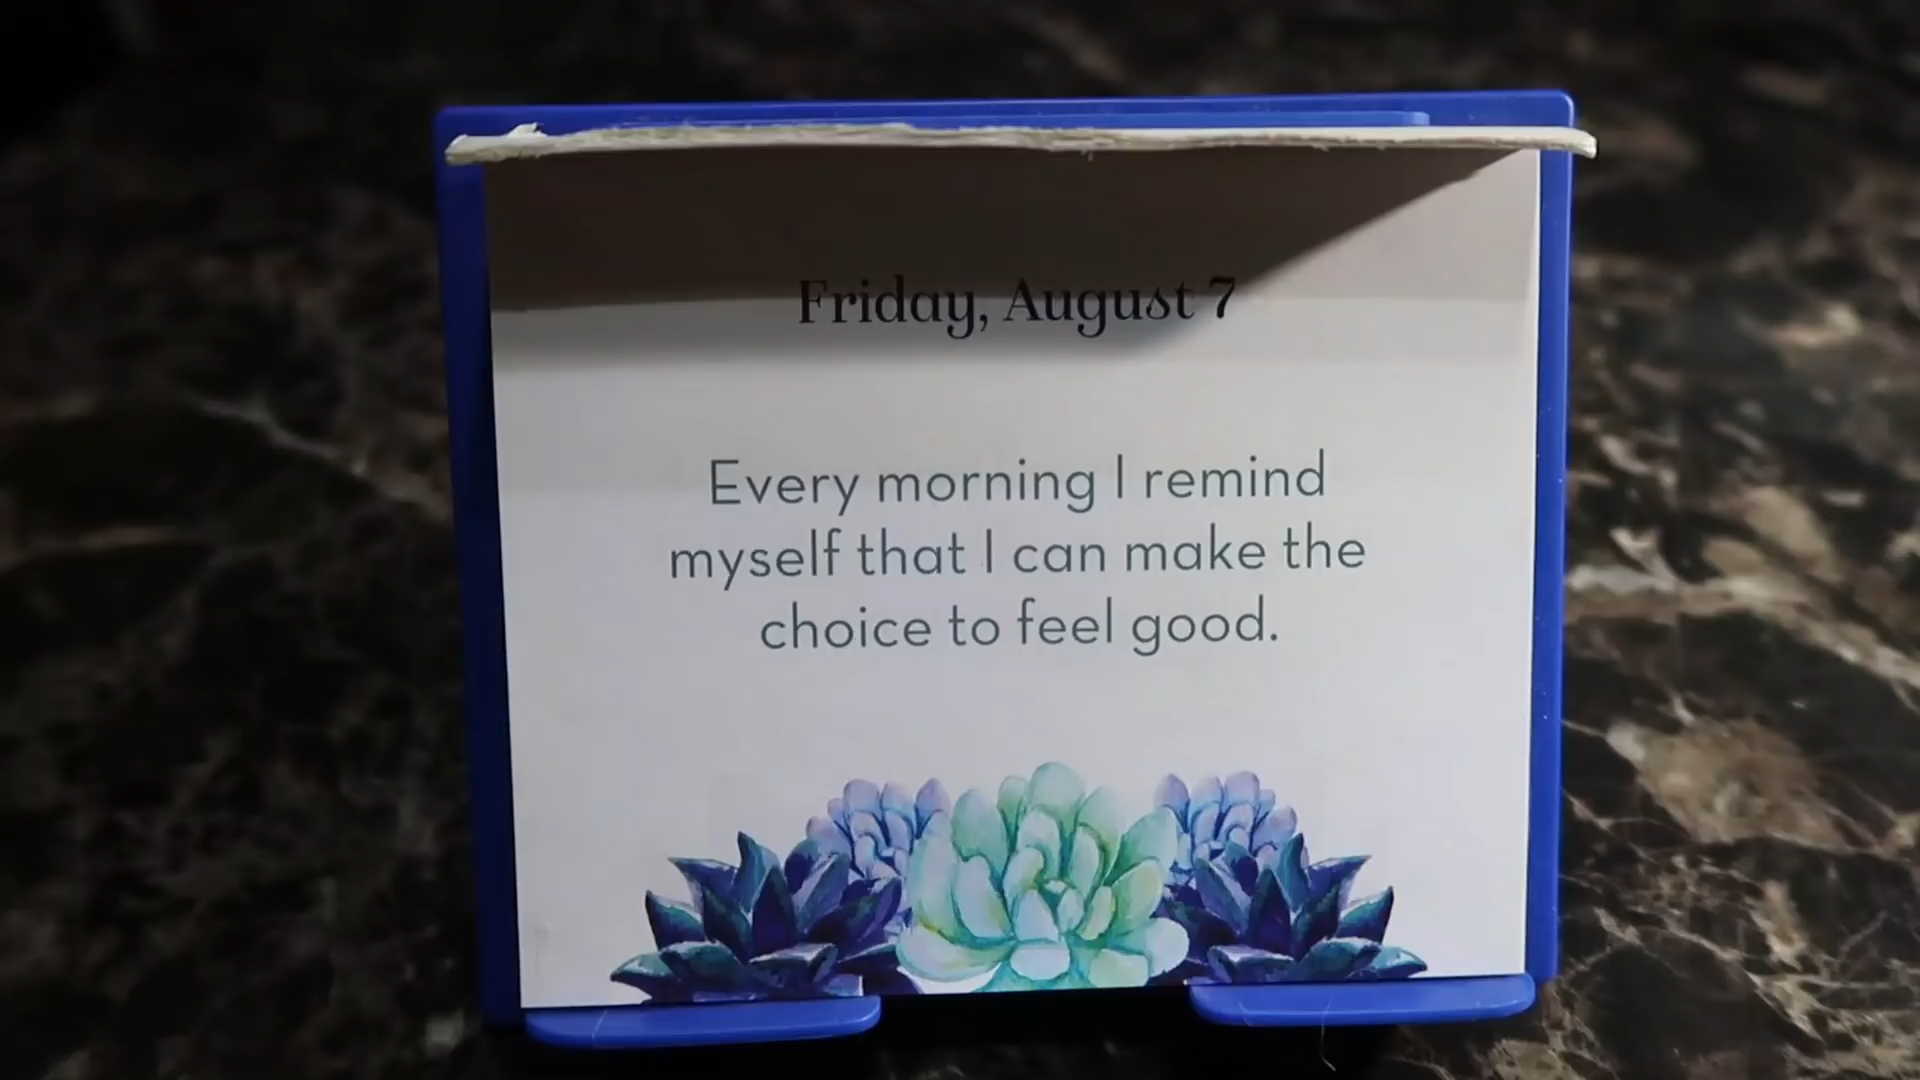 Friday, August 7
Every morning I remind
myself that I can make the
choice to feel good.